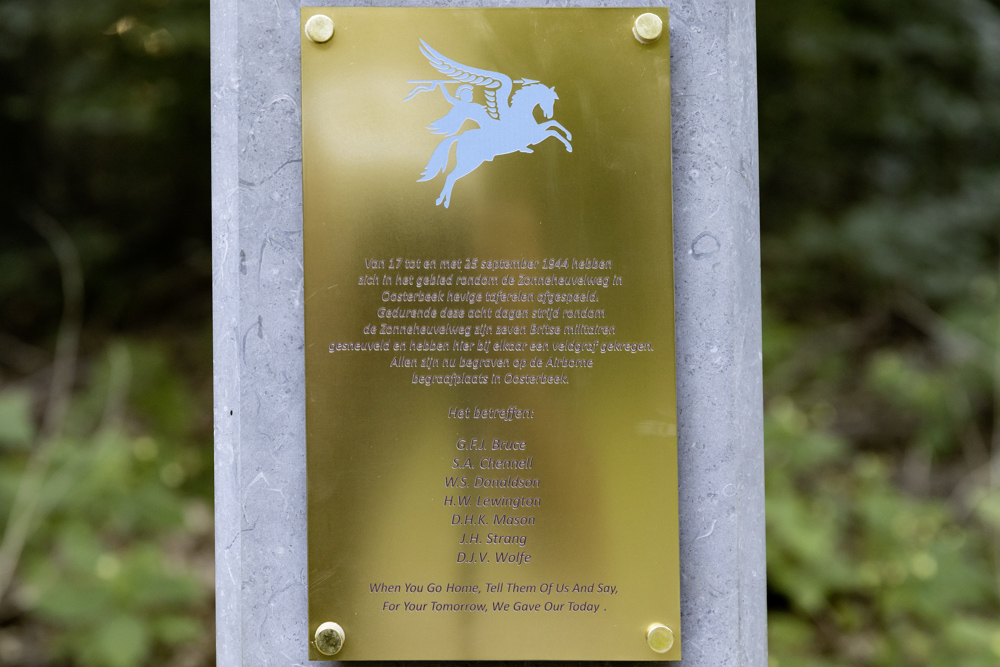 Van 17 tot en met 25 september 1944 hebben
zich in het gebied rondom de Zonneheuvelweg in
Oosterbeek hevige taferelen afgespeeld.
Gedurende deze acht dagen strijd rondom
de Zonneheuvelweg zijn zeven Britse militairen
gesneuveld en hebben hier bij elkaar een veldgraf gekregen.
Allen zijn nu begraven op de Airborne
begraafplaats in Oosterbeek.
Het betreffen:
G.F.I. Bruce
S.A. Chennell
W.S. Donaldson
H.W. Lewington
D.H.K. Mason
J.H. Strang
D.I.V. Wolfe
When You Go Home, Tell Them Of Us And Say,
For Your Tomorrow, We Gave Our Today .